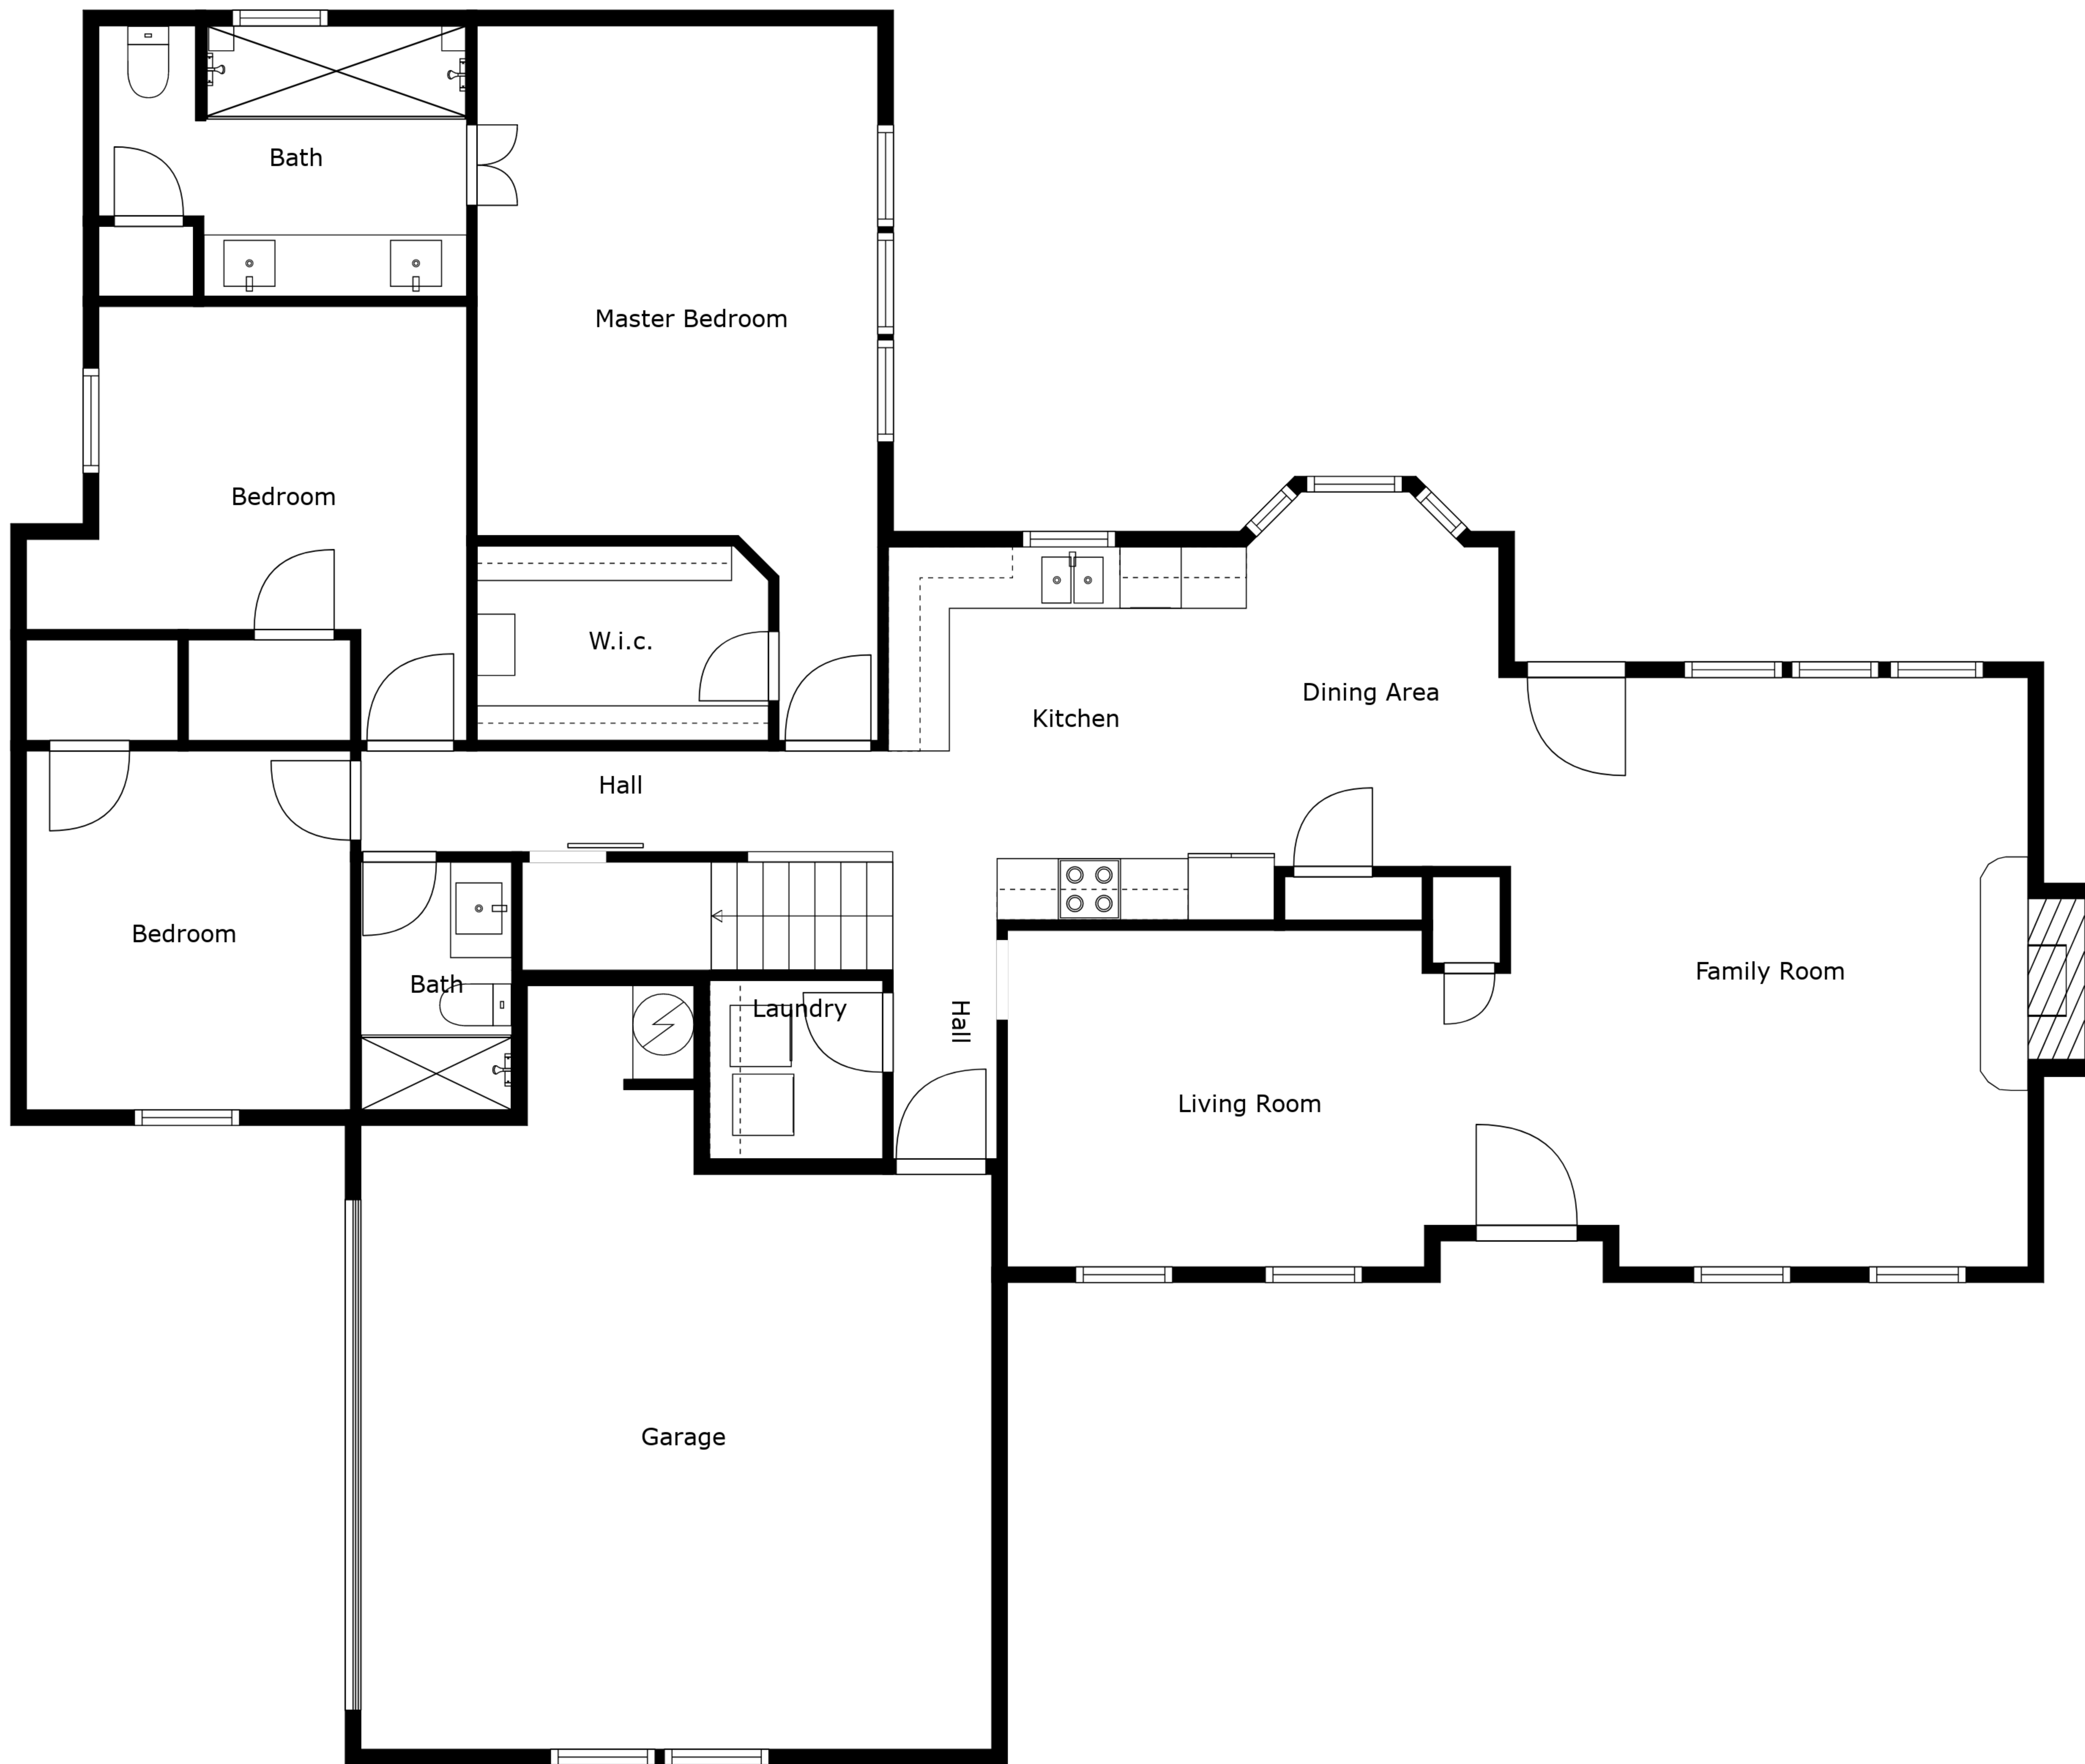 Bath
Master Bedroom
Bedroom
W.i.c.
Dining Area
Kitchen
Hall
Bedroom
Family Room
Bath
Laundry
Hall
Living Room
Garage